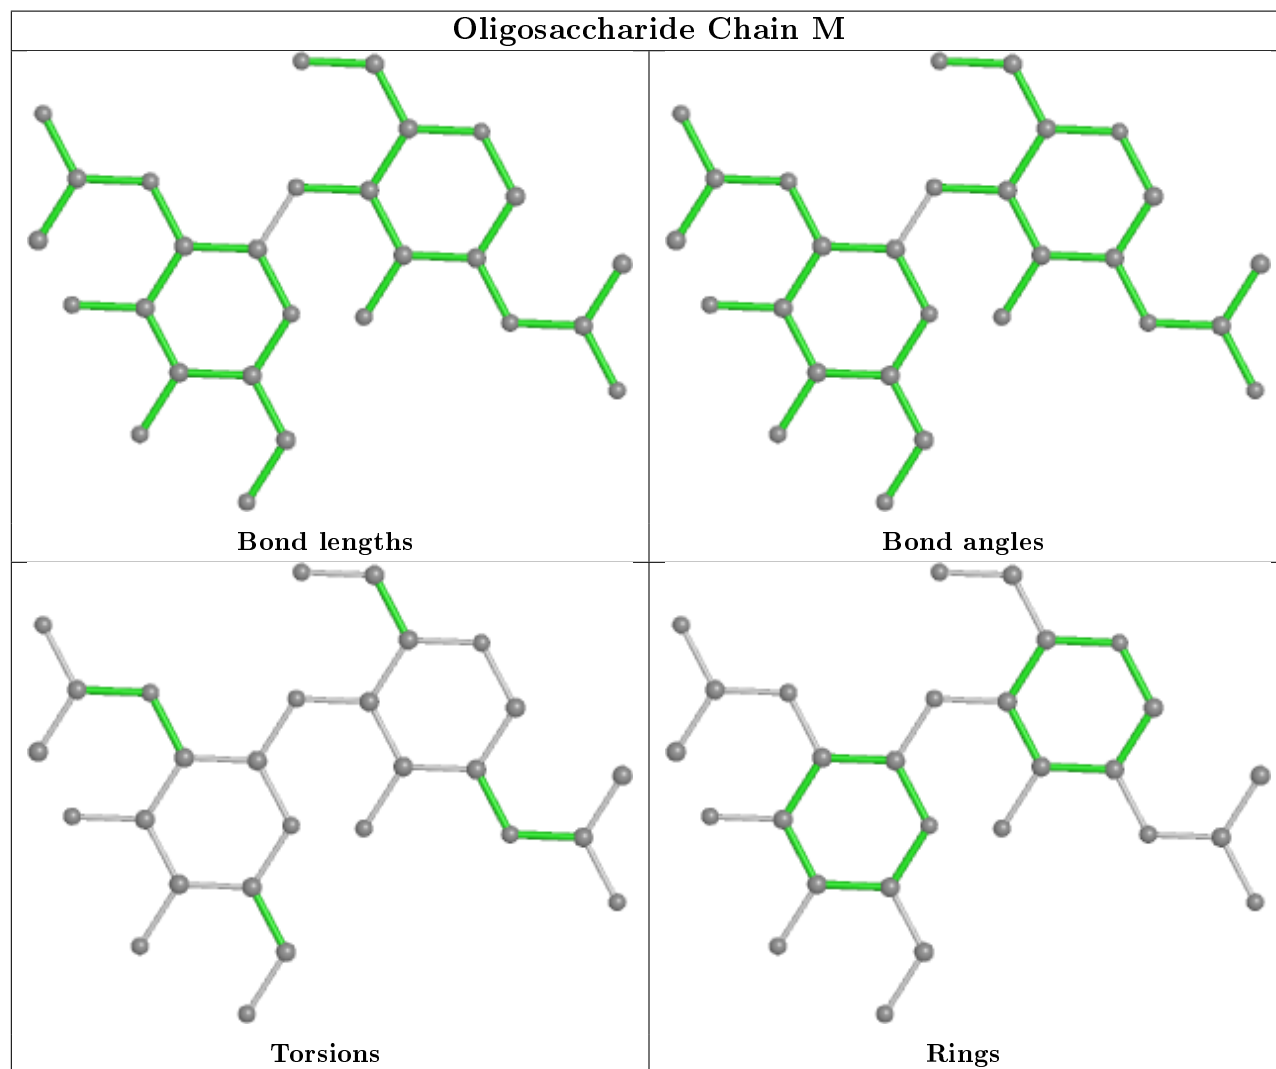 Oligosaccharide Chain M
Bond lengths
Bond angles
Torsions
Rings